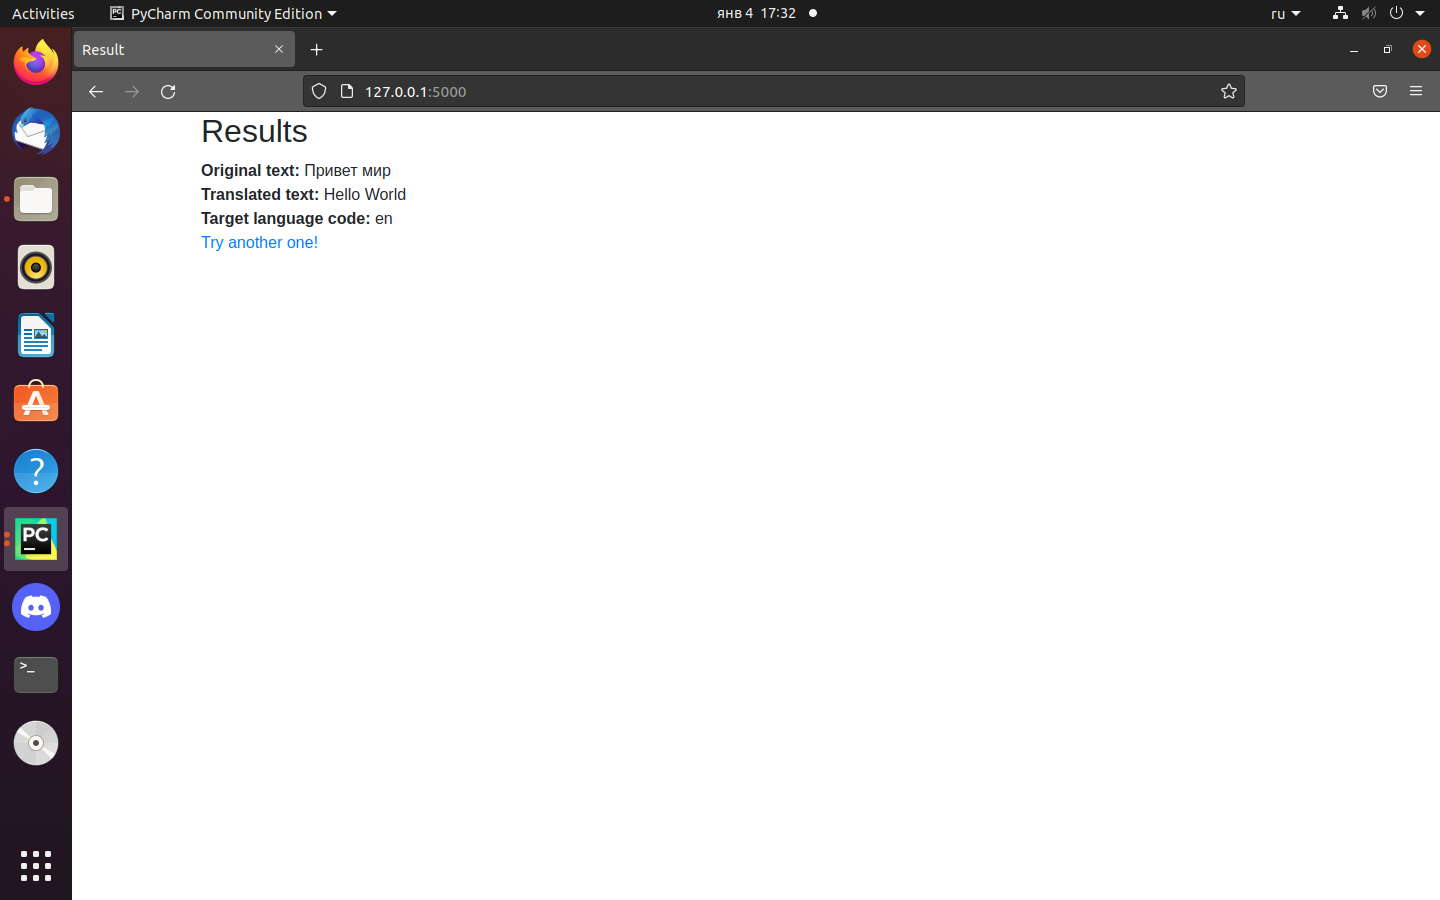 Activities
PyCharm Community Edition
янв 4 17:32
ru
Result
127.0.0.1:5000
Results
Original text: Привет мир
Translated text: Hello World
Target language code: en
Try another one!
PC
>_